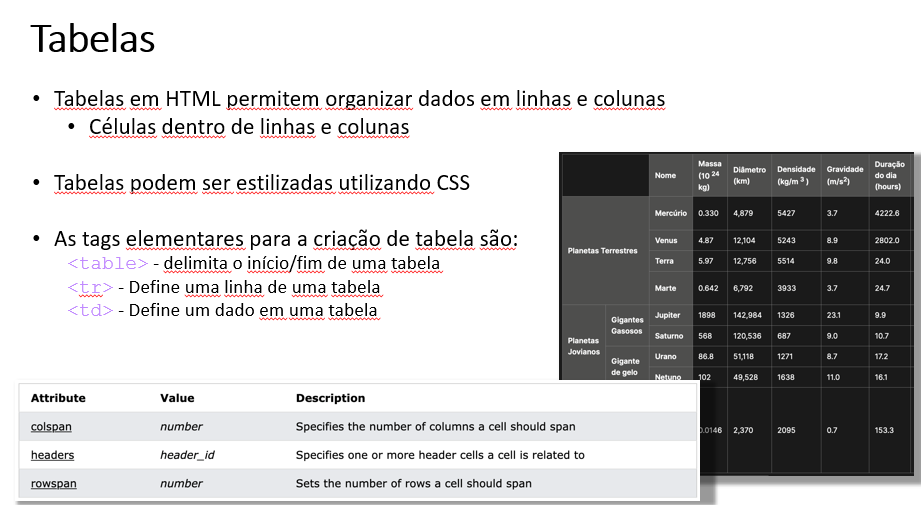 Tabelas
• Tabelas em HTML permitem organizar dados em linhas e colunas
• Células dentro de linhas e colunas
• Tabelas podem ser estilizadas utilizando CSS
• As tags elementares para a criação de tabela são:
<table> - delimita o início/fim de uma tabela
<tr> - Define uma linha de uma tabela
<td> - Define um dado em uma tabela
Nome Massa (10 24 kg) Diâmetro (km) Densidade (kg/m 3 ) Gravidade (m/s2) Duração do dia (hours)
Planetas Terrestres
Mercúrio 0.330 4,879 5427 3.7 4222.6
Venus 4.87 12,104 5243 8.9 2802.0
Terra 5.97 12,756 5514 9.8 24.0
Marte 0.642 6,792 3933 3.7 24.7
Planetas Jovianos
Gigantes Gasosos
Jupiter 1898 142,984 1326 23.1 9.9
Saturno 568 120,536 687 9.0 10.7
Gigante de gelo
Urano 86.8 51,118 1271 8.7 17.2
Netuno 102 49,528 1638 11.0 16.1
0.0146 2,370 2095 0.7 153.3
Attribute Value Description
colspan number Specifies the number of columns a cell should span
headers header_id Specifies one or more header cells a cell is related to
rowspan number Sets the number of rows a cell should span